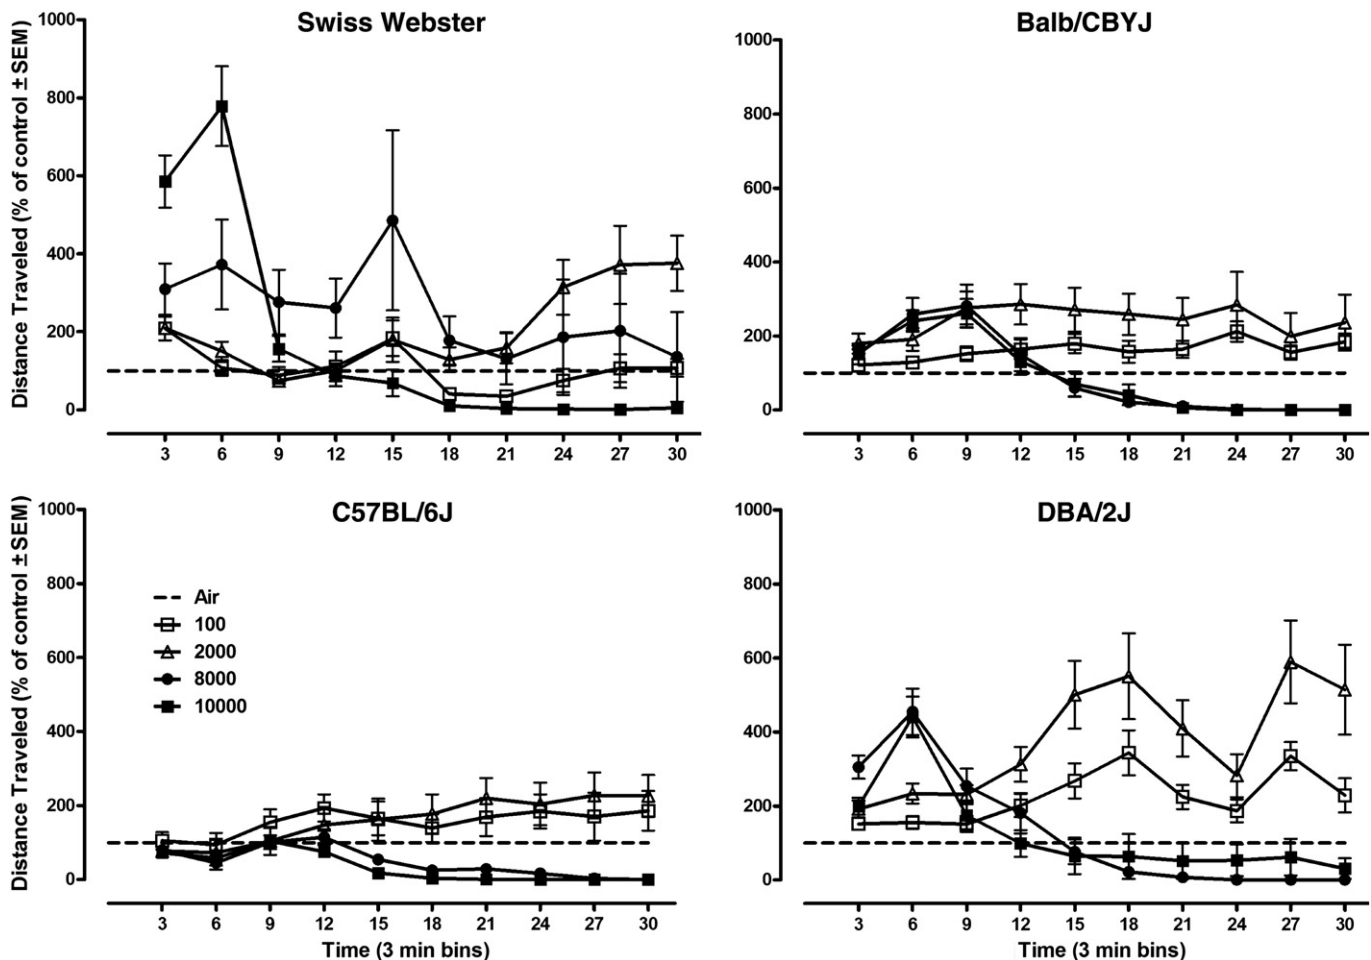 Swiss Webster
Distance Traveled (% of control ± SEM)
1000
800
600
400
200
0
3 6 9 12 15 18 21 24 27 30
Balb/CBYJ
1000
800
600
400
200
0
3 6 9 12 15 18 21 24 27 30
C57BL/6J
Distance Traveled (% of control ± SEM)
1000
800
600
400
200
0
Air
100
2000
8000
10000
3 6 9 12 15 18 21 24 27 30
Time (3 min bins)
DBA/2J
1000
800
600
400
200
0
3 6 9 12 15 18 21 24 27 30
Time (3 min bins)